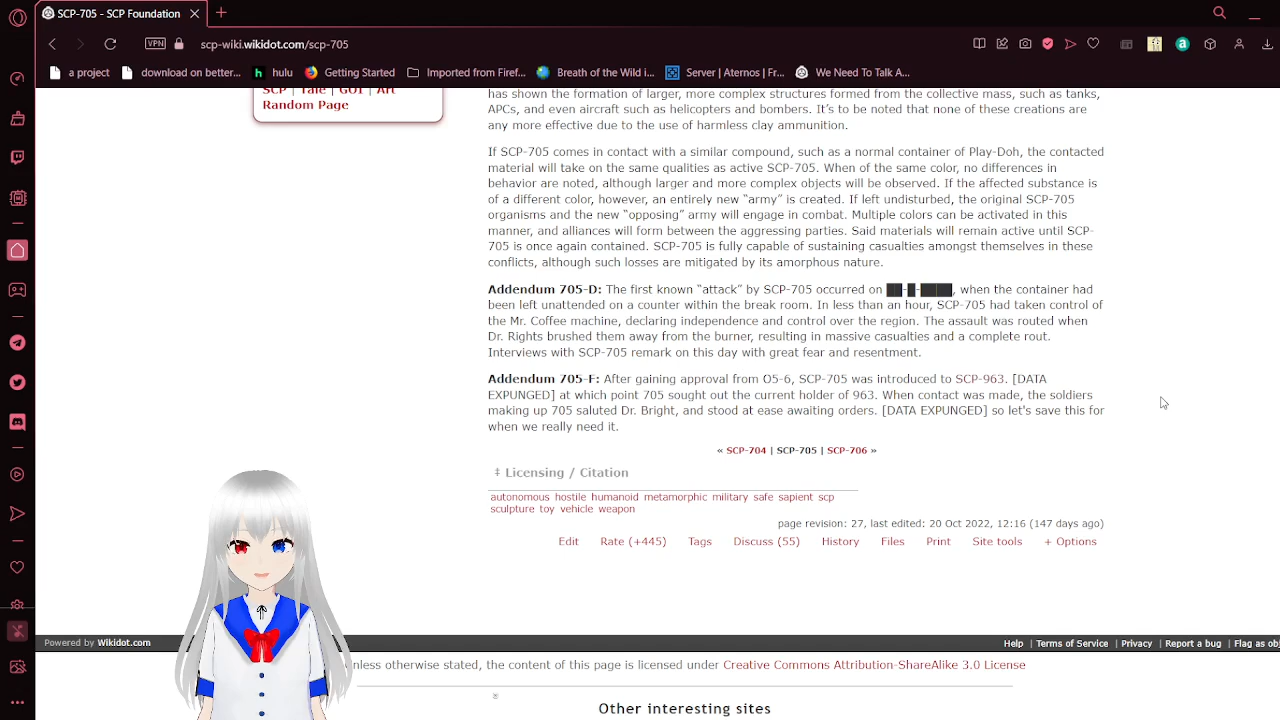 SCP-705 - SCP Foundation
VPN
scp-wiki.wikidot.com/scp-705
a project
download on better...
hulu
Getting Started
Imported from Firef...
Breath of the Wild i...
Server | Aternos | Fr...
We Need To Talk A...
SCP | Tale | GOI | Art
Random Page
has shown the formation of larger, more complex structures formed from the collective mass, such as tanks,
APCs, and even aircraft such as helicopters and bombers. It’s to be noted that none of these creations are
any more effective due to the use of harmless clay ammunition.
If SCP-705 comes in contact with a similar compound, such as a normal container of Play-Doh, the contacted
material will take on the same qualities as active SCP-705. When of the same color, no differences in
behavior are noted, although larger and more complex objects will be observed. If the affected substance is
of a different color, however, an entirely new “army” is created. If left undisturbed, the original SCP-705
organisms and the new “opposing” army will engage in combat. Multiple colors can be activated in this
manner, and alliances will form between the aggressing parties. Said materials will remain active until SCP-
705 is once again contained. SCP-705 is fully capable of sustaining casualties amongst themselves in these
conflicts, although such losses are mitigated by its amorphous nature.
Addendum 705-D: The first known “attack” by SCP-705 occurred on ██-█-████, when the container had
been left unattended on a counter within the break room. In less than an hour, SCP-705 had taken control of
the Mr. Coffee machine, declaring independence and control over the region. The assault was routed when
Dr. Rights brushed them away from the burner, resulting in massive casualties and a complete rout.
Interviews with SCP-705 remark on this day with great fear and resentment.
Addendum 705-F: After gaining approval from O5-6, SCP-705 was introduced to SCP-963. [DATA
EXPUNGED] at which point 705 sought out the current holder of 963. When contact was made, the soldiers
making up 705 saluted Dr. Bright, and stood at ease awaiting orders. [DATA EXPUNGED] so let's save this for
when we really need it.
« SCP-704 | SCP-705 | SCP-706 »
‡ Licensing / Citation
autonomous hostile humanoid metamorphic military safe sapient scp
sculpture toy vehicle weapon
page revision: 27, last edited: 20 Oct 2022, 12:16 (147 days ago)
Edit Rate (+445) Tags Discuss (55) History Files Print Site tools + Options
Powered by Wikidot.com
Help | Terms of Service | Privacy | Report a bug | Flag as obj
nless otherwise stated, the content of this page is licensed under Creative Commons Attribution-ShareAlike 3.0 License
Other interesting sites